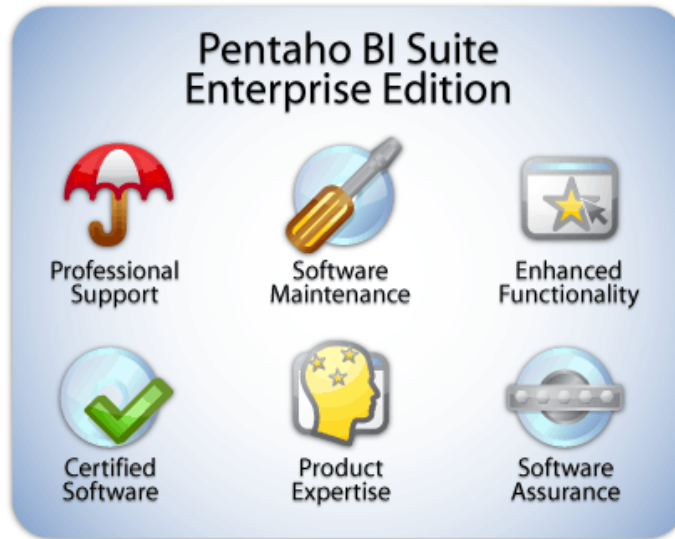 Pentaho BI Suite
Enterprise Edition
Professional
Support
Software
Maintenance
Enhanced
Functionality
Certified
Software
Product
Expertise
Software
Assurance